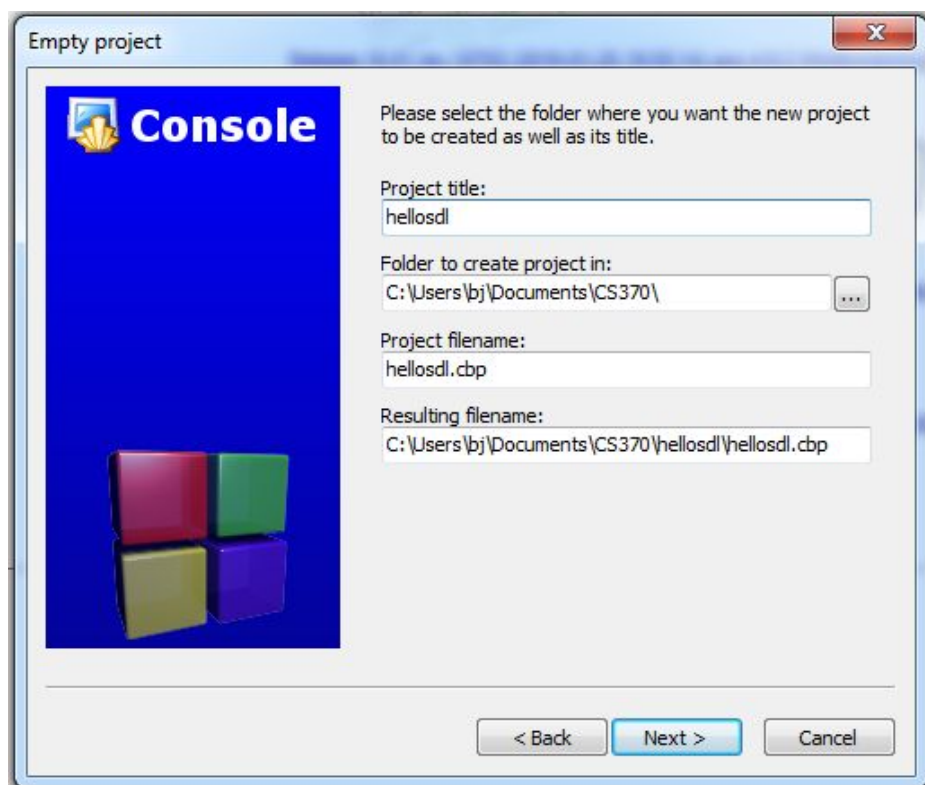 Empty project
Console
Please select the folder where you want the new project
to be created as well as its title.
Project title:
hellosdl
Folder to create project in:
C:\Users\bj\Documents\CS370\
...
Project filename:
hellosdl.cbp
Resulting filename:
C:\Users\bj\Documents\CS370\hellosdl\hellosdl.cbp
< Back
Next >
Cancel